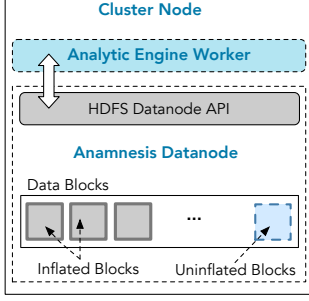 Cluster Node
Analytic Engine Worker
HDFS Datanode API
Anamnesis Datanode
Data Blocks
...
Inflated Blocks
Uninflated Blocks